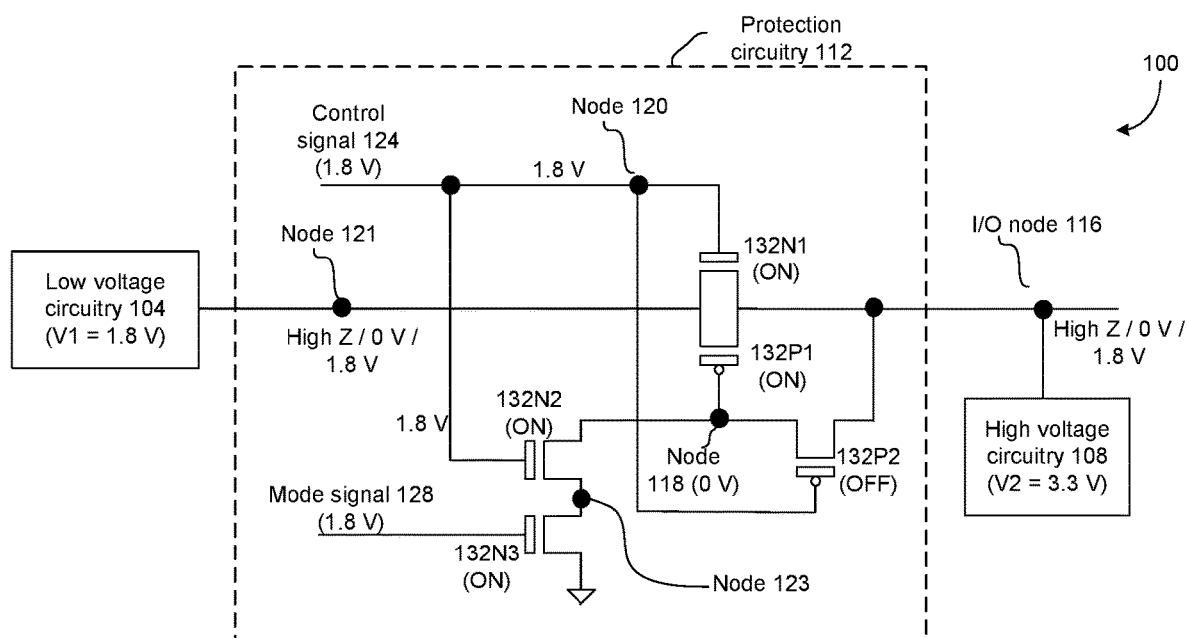 Protection
circuitry 112
100
Control
signal 124
(1.8 V)
Node 120
1.8 V
Node 121
I/O node 116
132N1
(ON)
Low voltage
circuitry 104
(V1 = 1.8 V)
High Z / 0 V /
1.8 V
High Z / 0 V /
1.8 V
132P1
(ON)
132N2
(ON)
1.8 V
Node
118 (0 V)
132P2
(OFF)
High voltage
circuitry 108
(V2 = 3.3 V)
Mode signal 128
(1.8 V)
132N3
(ON)
Node 123